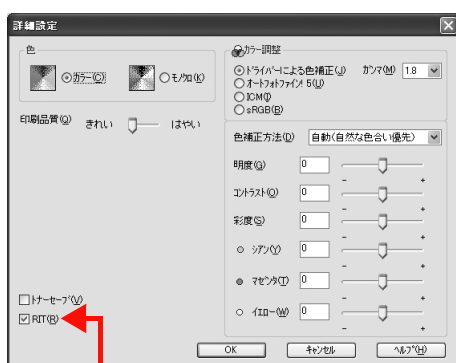 詳細設定
色
カラー(C)
モノクロ(K)
印刷品質(Q) きれい はやい
トナーセーブ(V)
RIT(R)
カラー調整
ドライバーによる色補正(J) ガンマ(M) 1.8
オートフォトファイン!5(U)
ICM(I)
sRGB(B)
色補正方法(D) 自動(自然な色合い優先)
明度(G) 0
- +
コントラスト(O) 0
- +
彩度(S) 0
- +
シアン(Y) 0
- +
マゼンタ(T) 0
- +
イエロー(W) 0
- +
OK キャンセル ヘルプ(H)